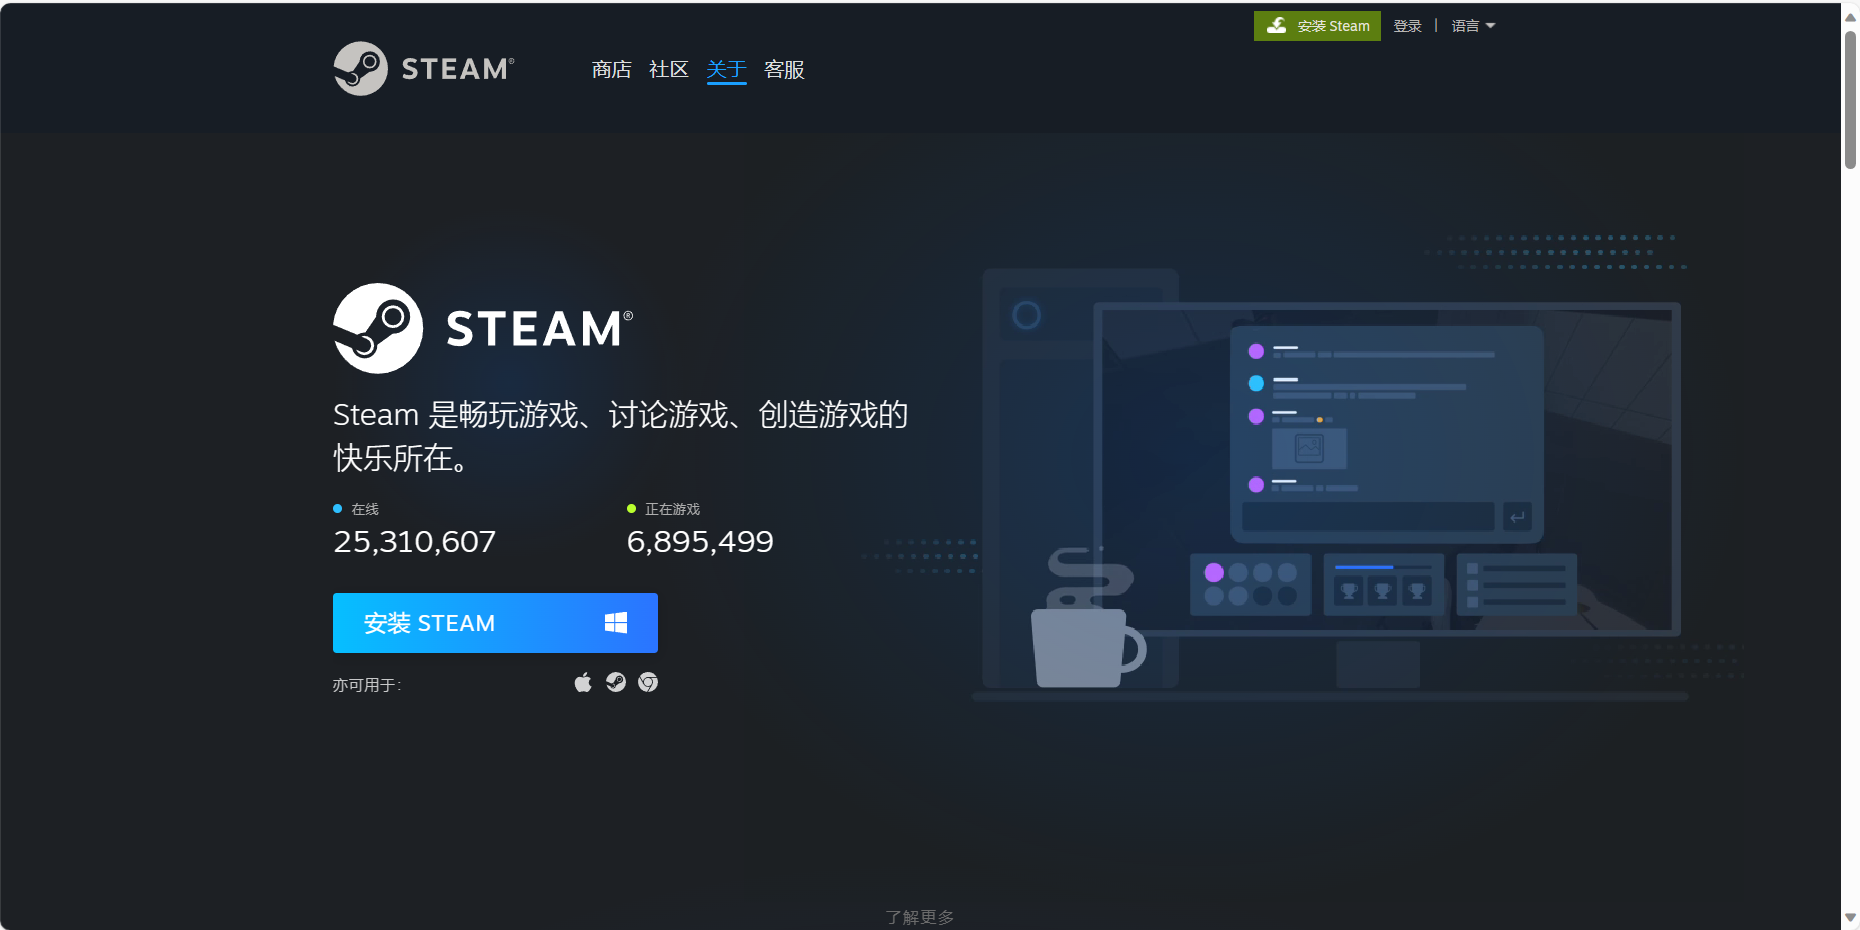 安装 Steam
登录
|
语言
STEAM®
商店
社区
关于
客服
STEAM®
Steam 是畅玩游戏、讨论游戏、创造游戏的
快乐所在。
在线
25,310,607
正在游戏
6,895,499
安装 STEAM
亦可用于:
了解更多